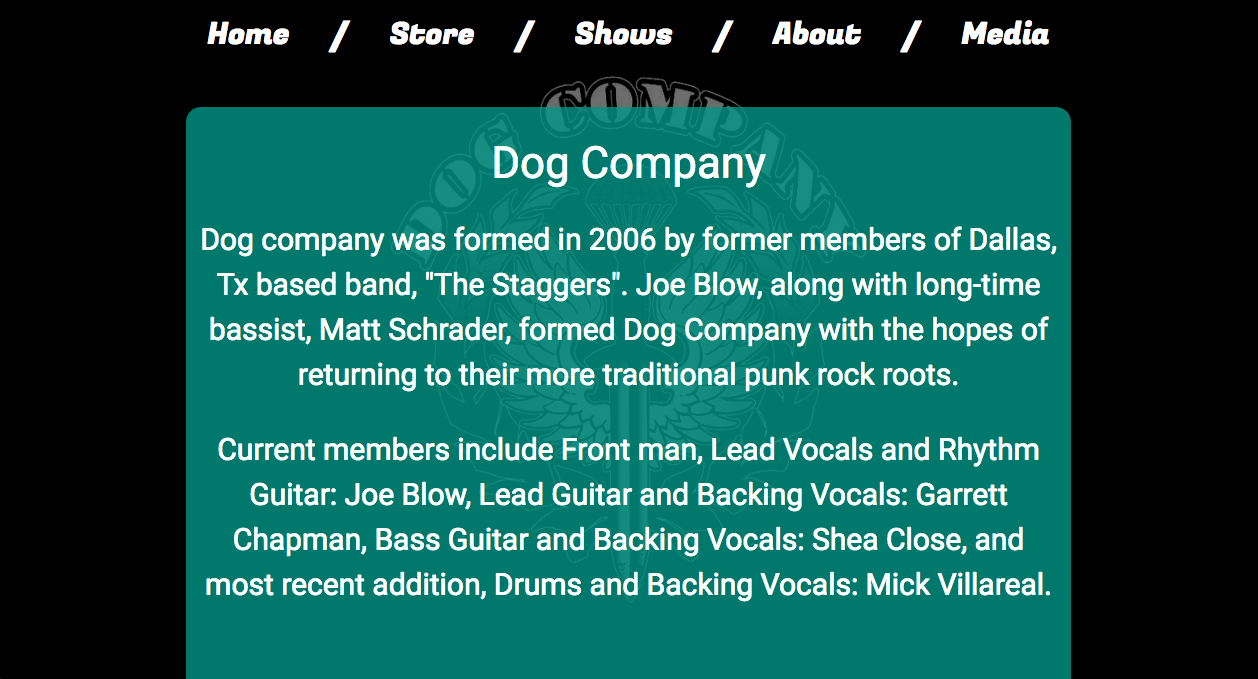 Home / Store / Shows / About / Media
DOG COMPANY
Dog Company
Dog company was formed in 2006 by former members of Dallas,
Tx based band, "The Staggers". Joe Blow, along with long-time
bassist, Matt Schrader, formed Dog Company with the hopes of
returning to their more traditional punk rock roots.
Current members include Front man, Lead Vocals and Rhythm
Guitar: Joe Blow, Lead Guitar and Backing Vocals: Garrett
Chapman, Bass Guitar and Backing Vocals: Shea Close, and
most recent addition, Drums and Backing Vocals: Mick Villareal.